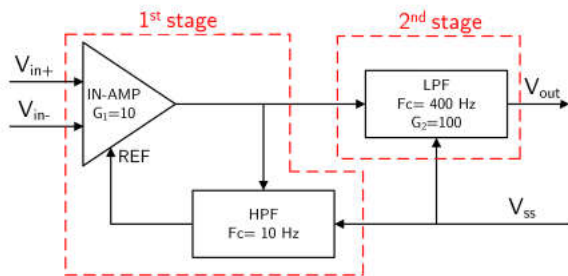 1st stage
2nd stage
Vin+
Vin-
IN-AMP
G1=10
REF
LPF
Fc= 400 Hz
G2=100
Vout
HPF
Fc= 10 Hz
Vss